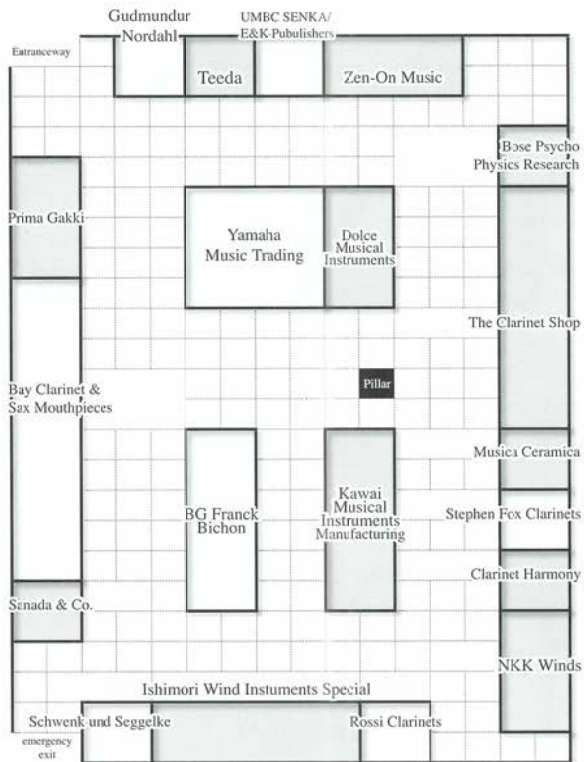 Gudmundur
Nordahl
UMBC SENKA/
E&K Pubulishers
Eatranceway
Teeda
Zen-On Music
Bose Psycho
Physics Research
Prima Gakki
Yamaha
Music Trading
Dolce
Musical
Instruments
The Clarinet Shop
Pillar
Bay Clarinet &
Sax Mouthpieces
Musica Ceramica
BG Franck
Bichon
Kawai
Musical
Instruments
Manufacturing
Stephen Fox Clarinets
Clarinet Harmony
Sanada & Co.
NKK Winds
Ishimori Wind Instuments Special
Schwenk und Seggelke
Rossi Clarinets
emergency
exit